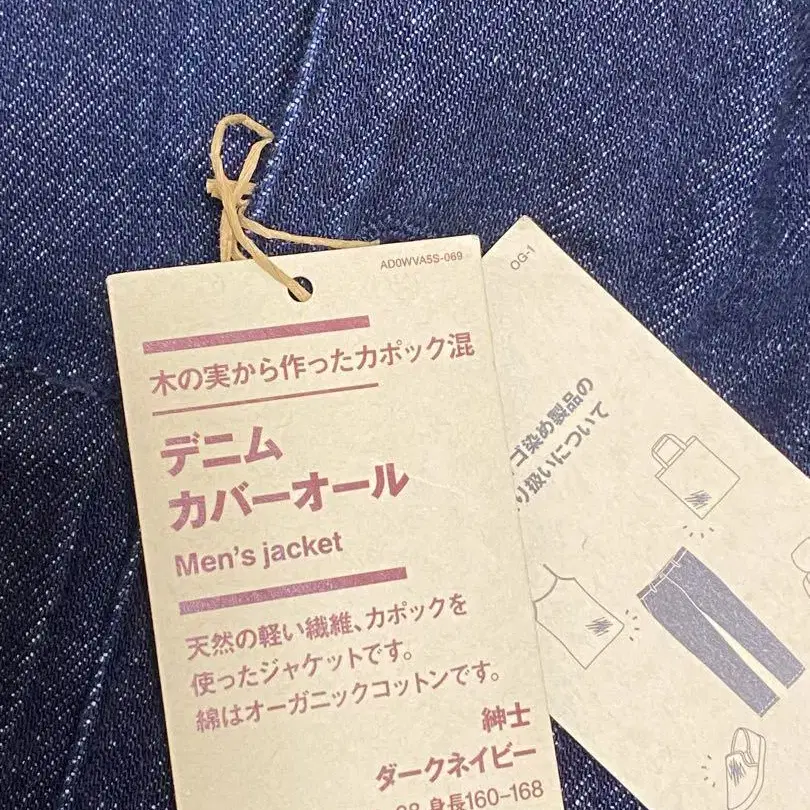 AD0WVA5S-069
木の実から作ったカポック混
デニム
カバーオール
Men's jacket
天然の軽い繊維、カポックを
使ったジャケットです。
綿はオーガニックコットンです。
紳士
ダークネイビー
身長160-168
OG-1
ゴ染め製品の
り扱いについて